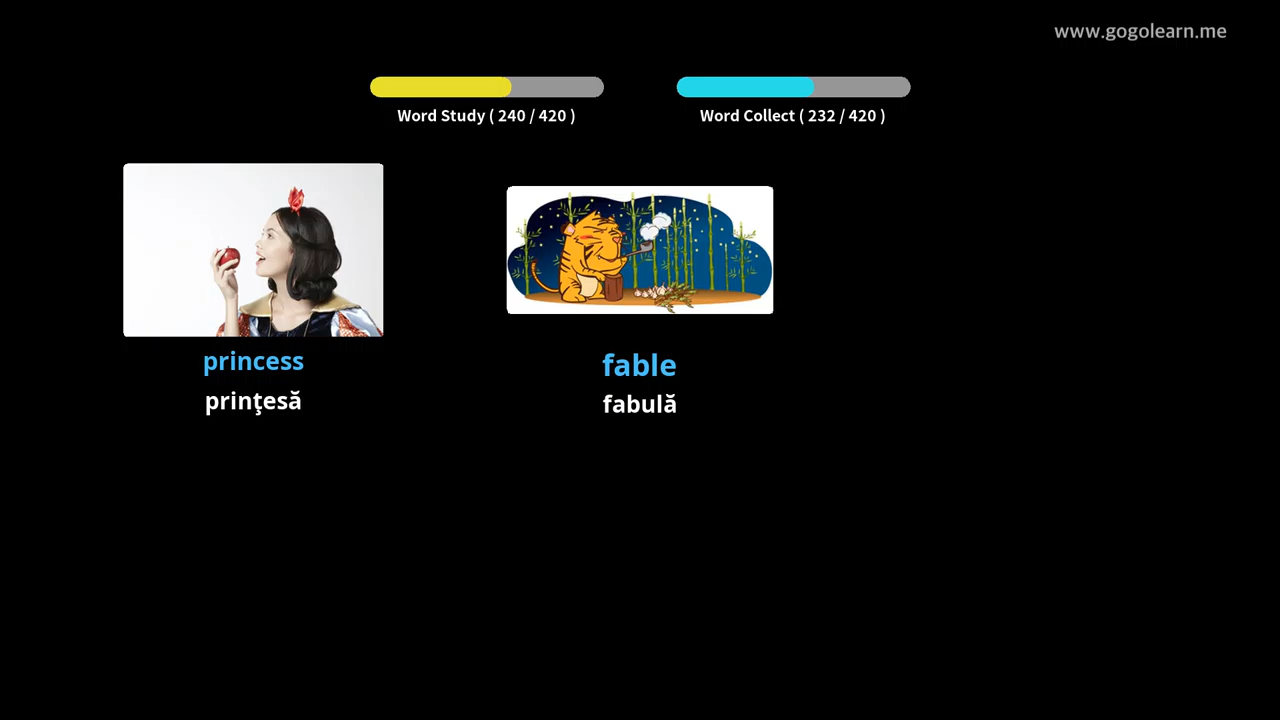 www.gogolearn.me
Word Study ( 240 / 420 )
Word Collect ( 232 / 420 )
princess
prinţesă
fable
fabulă